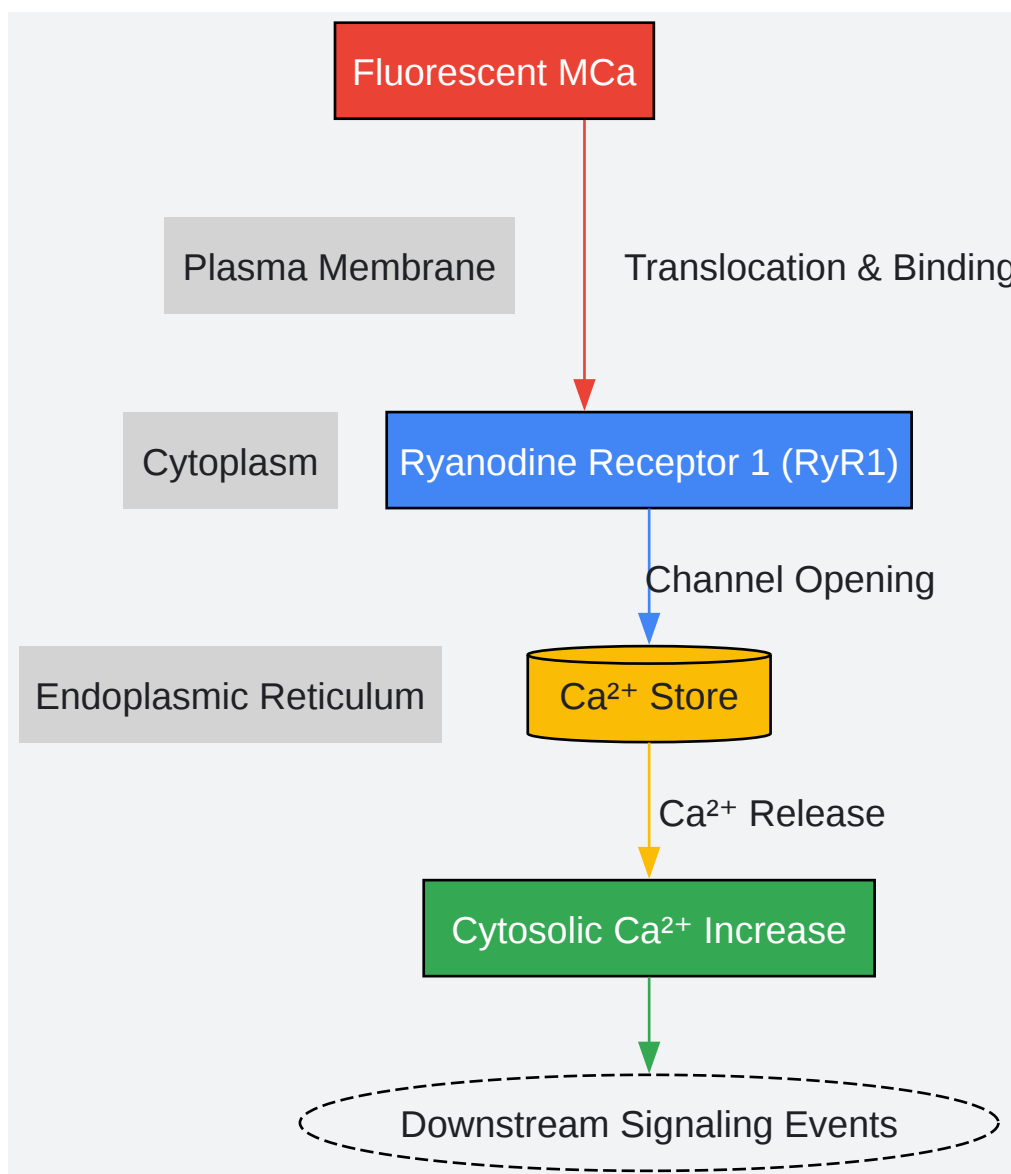 Fluorescent MCa
Plasma Membrane
Translocation & Binding
Cytoplasm
Ryanodine Receptor 1 (RyR1)
Channel Opening
Endoplasmic Reticulum
Ca²⁺ Store
Ca²⁺ Release
Cytosolic Ca²⁺ Increase
Downstream Signaling Events